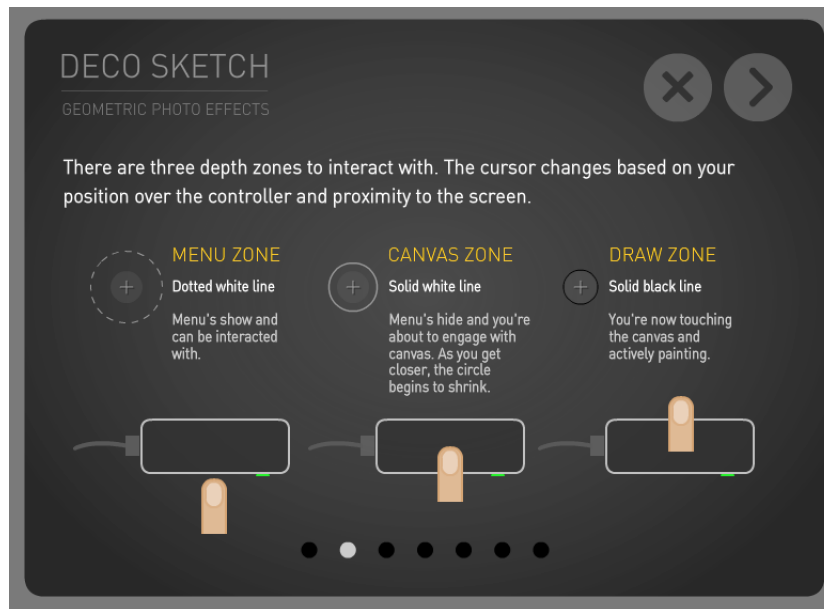 DECO SKETCH
GEOMETRIC PHOTO EFFECTS
There are three depth zones to interact with. The cursor changes based on your
position over the controller and proximity to the screen.
MENU ZONE
Dotted white line
Menu's show and
can be interacted
with.
CANVAS ZONE
Solid white line
Menu's hide and you're
about to engage with
canvas. As you get
closer, the circle
begins to shrink.
DRAW ZONE
Solid black line
You're now touching
the canvas and
actively painting.